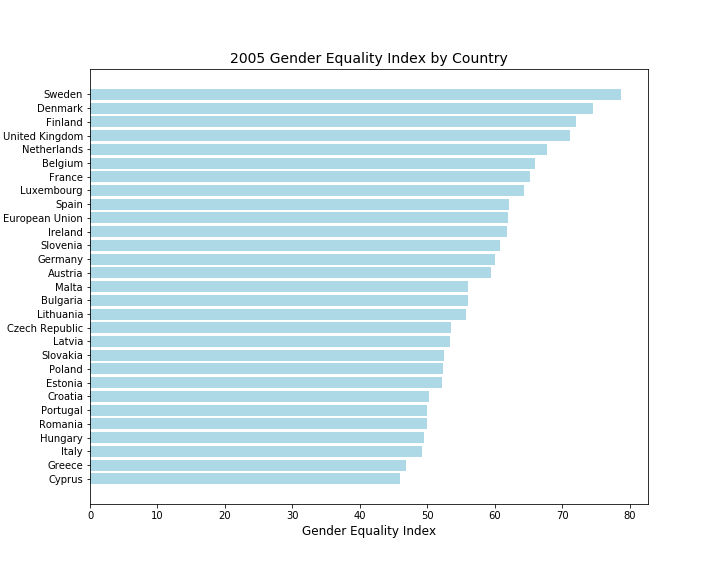 2005 Gender Equality Index by Country
Sweden
Denmark
Finland
United Kingdom
Netherlands
Belgium
France
Luxembourg
Spain
European Union
Ireland
Slovenia
Germany
Austria
Malta
Bulgaria
Lithuania
Czech Republic
Latvia
Slovakia
Poland
Estonia
Croatia
Portugal
Romania
Hungary
Italy
Greece
Cyprus
0 10 20 30 40 50 60 70 80
Gender Equality Index